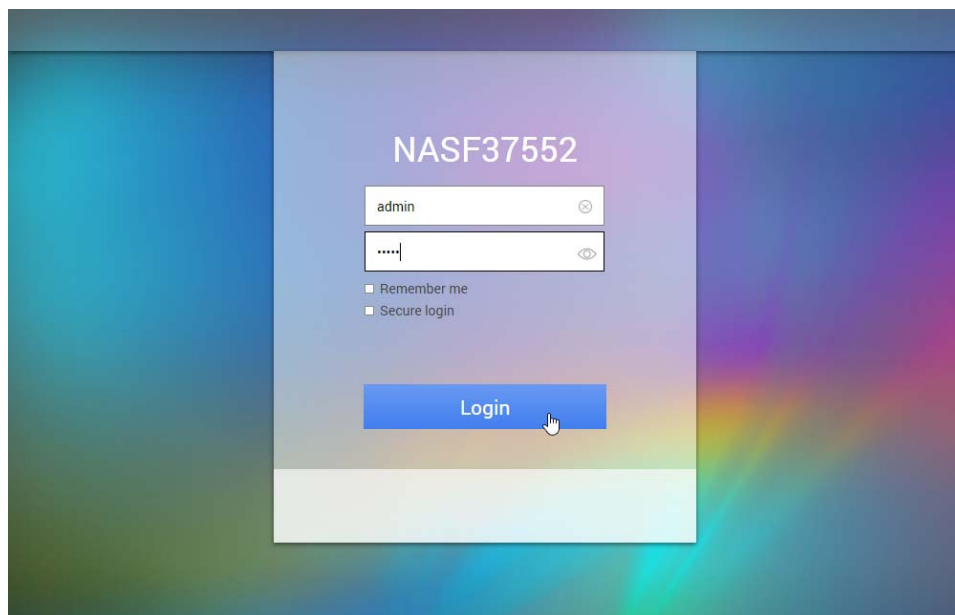 NASF37552
admin
•••••
Remember me
Secure login
Login